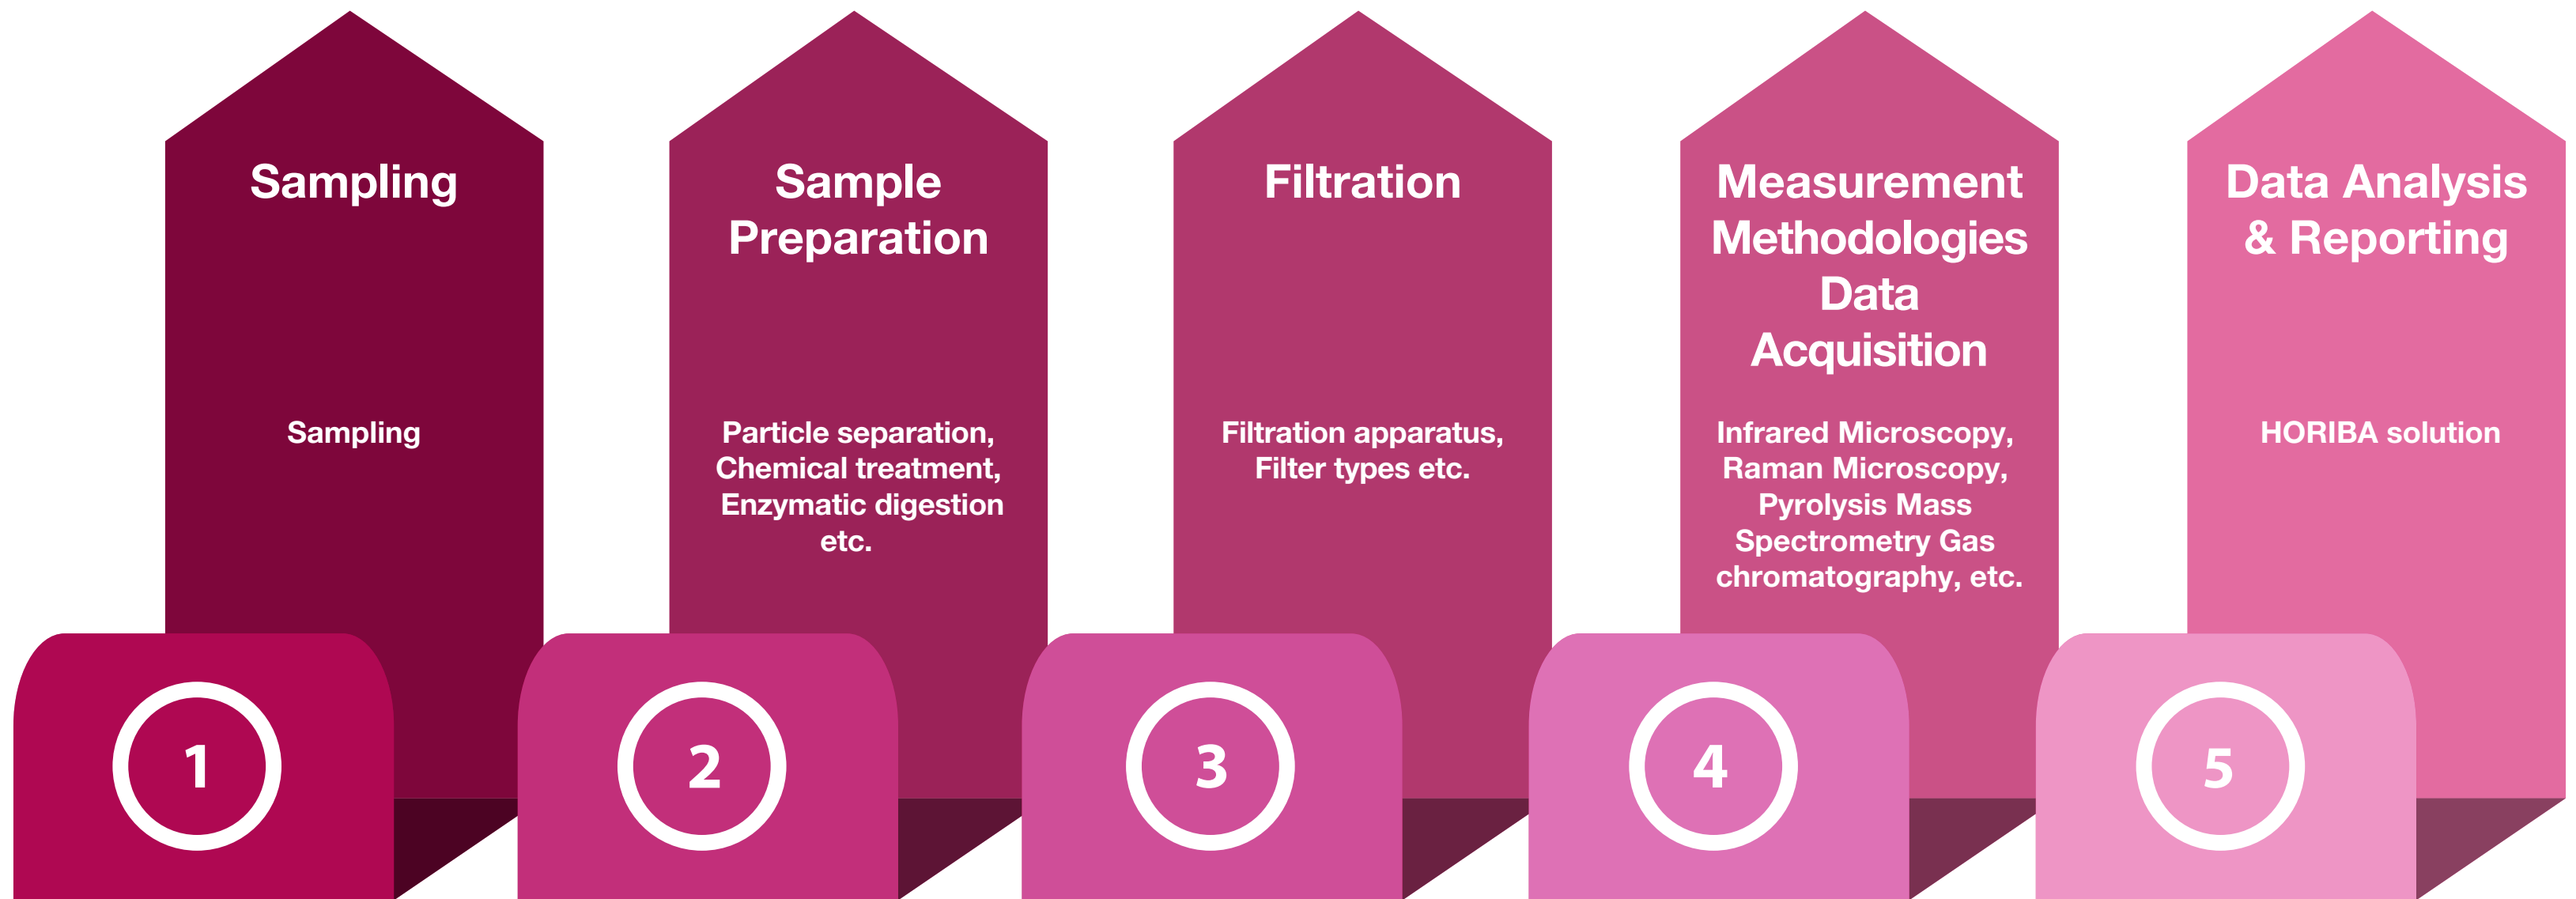 Sampling
Sampling
1
Sample
Preparation
Particle separation,
Chemical treatment,
Enzymatic digestion
etc.
2
Filtration
Filtration apparatus,
Filter types etc.
3
Measurement
Methodologies
Data
Acquisition
Infrared Microscopy,
Raman Microscopy,
Pyrolysis Mass
Spectrometry Gas
chromatography, etc.
4
Data Analysis
& Reporting
HORIBA solution
5